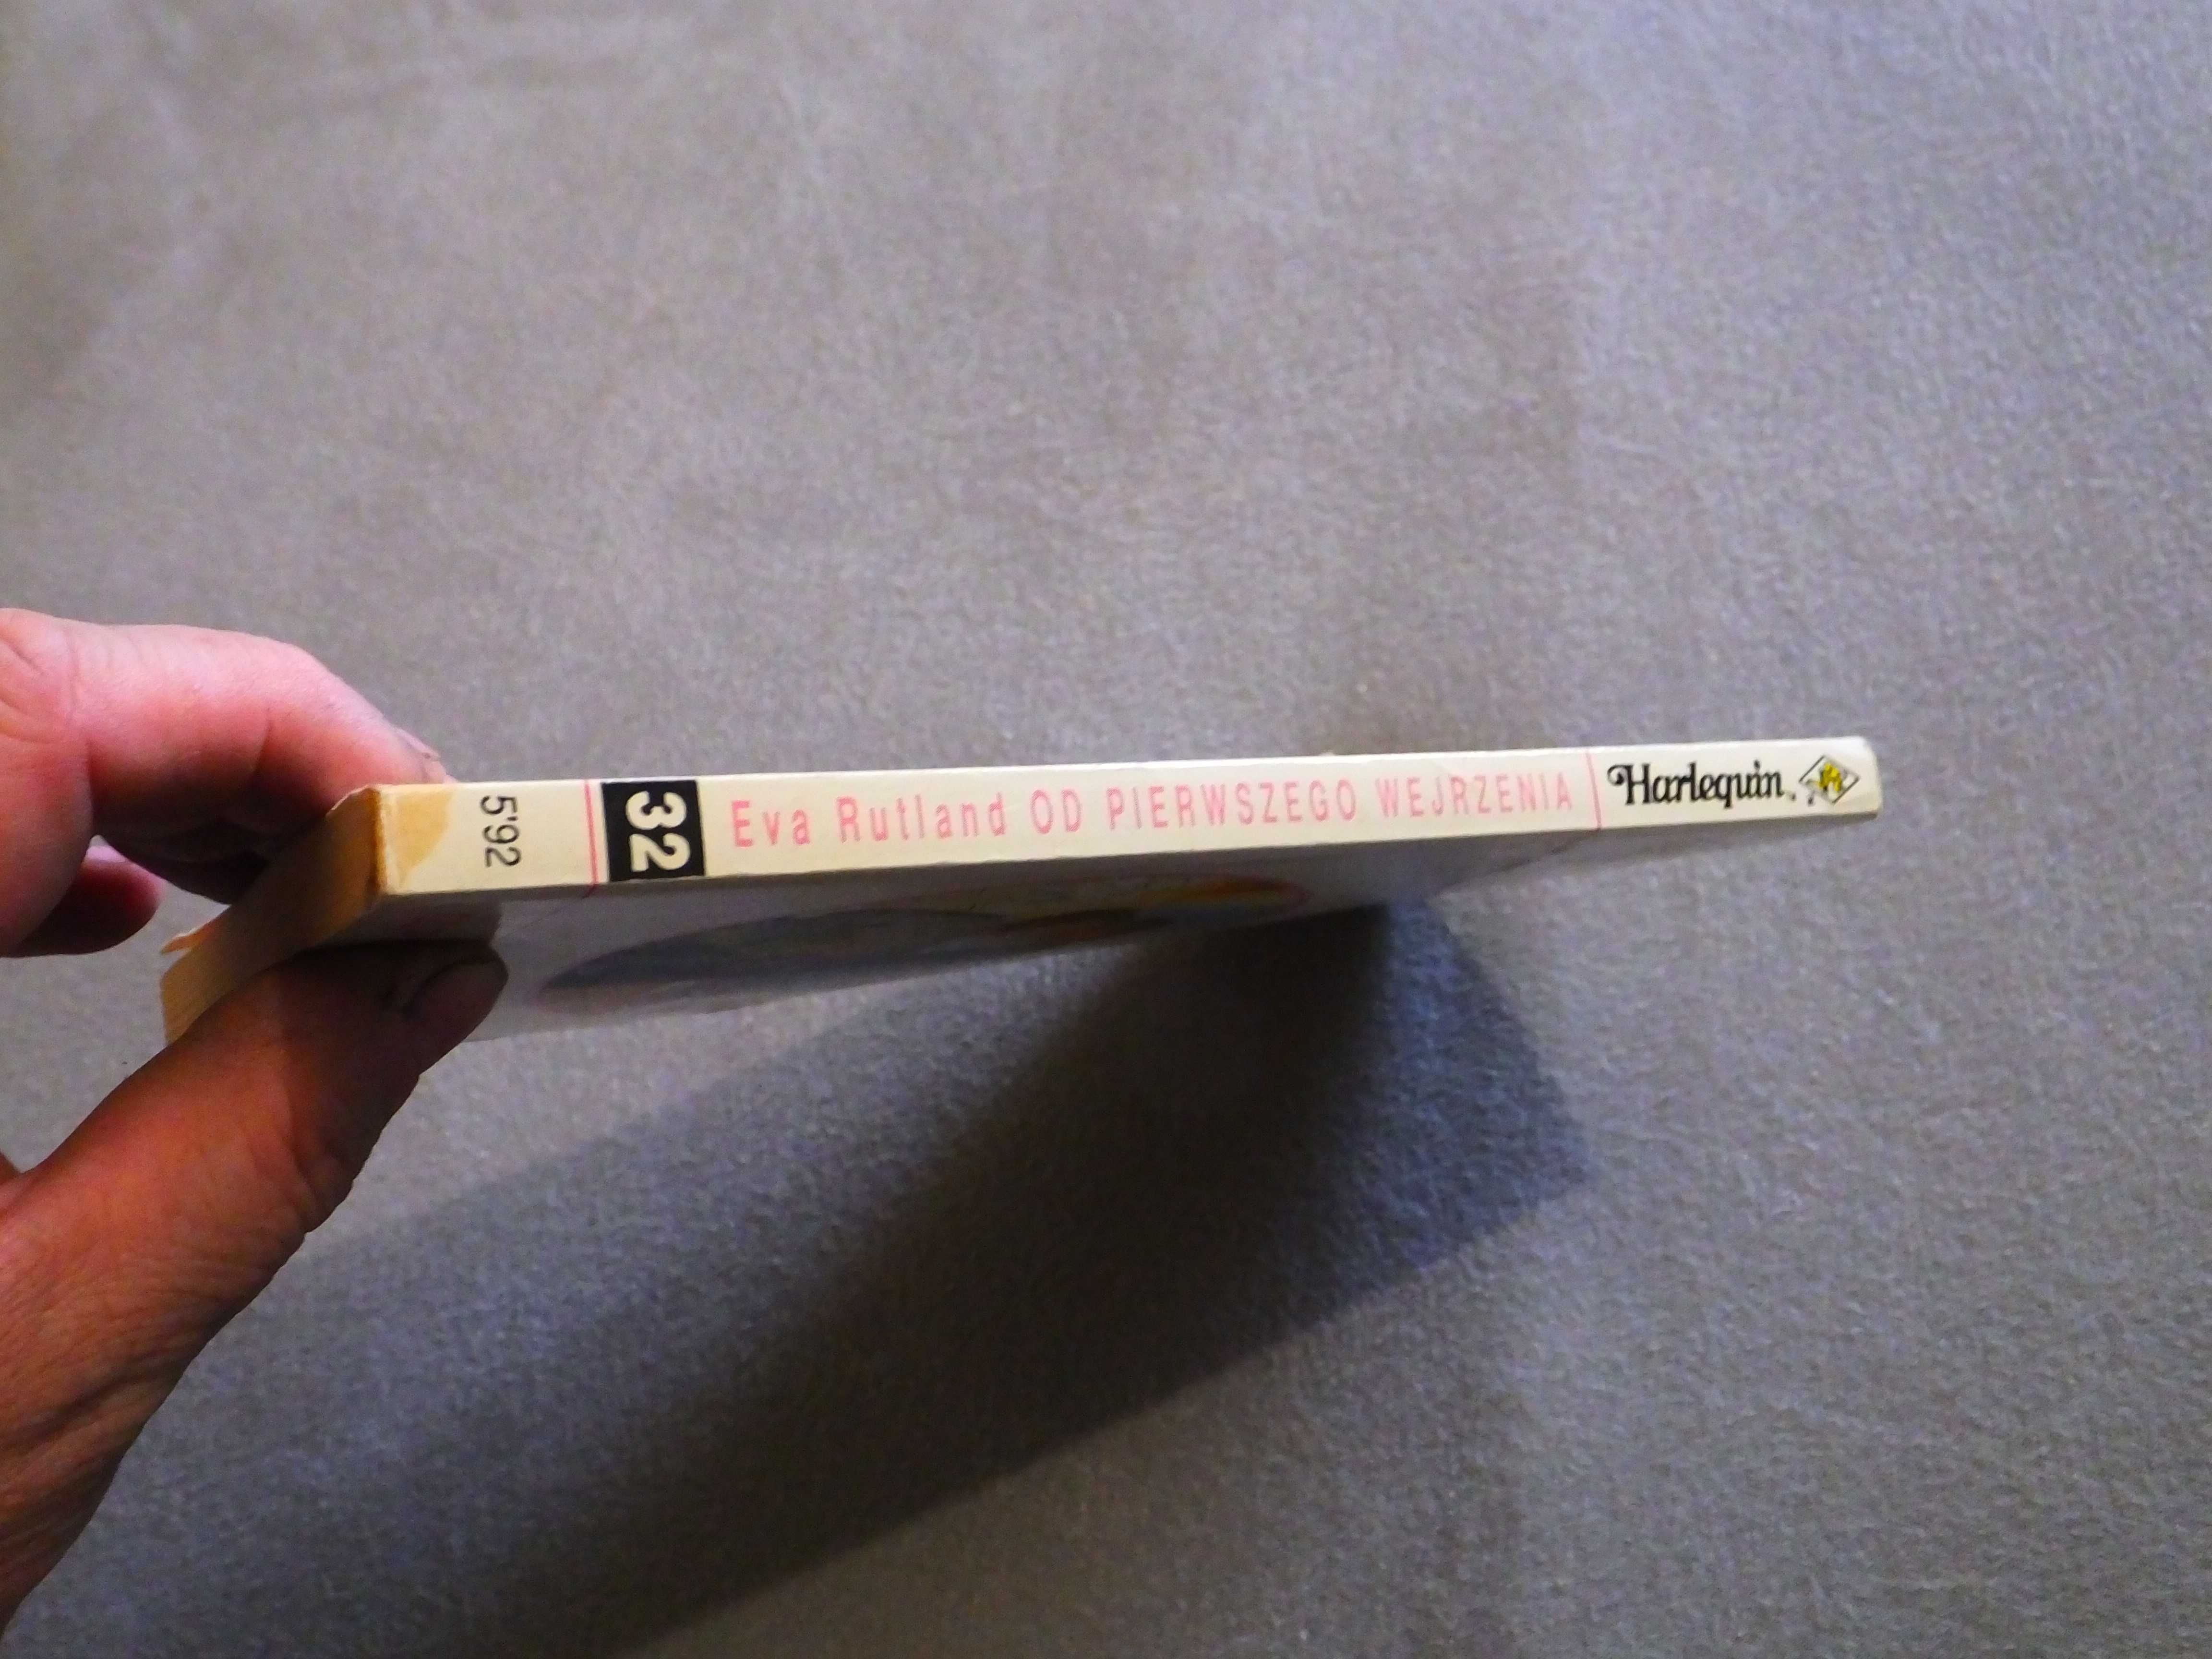 5'92
32
Eva Rutland OD PIERWSZEGO WEJRZENIA
Harlequin